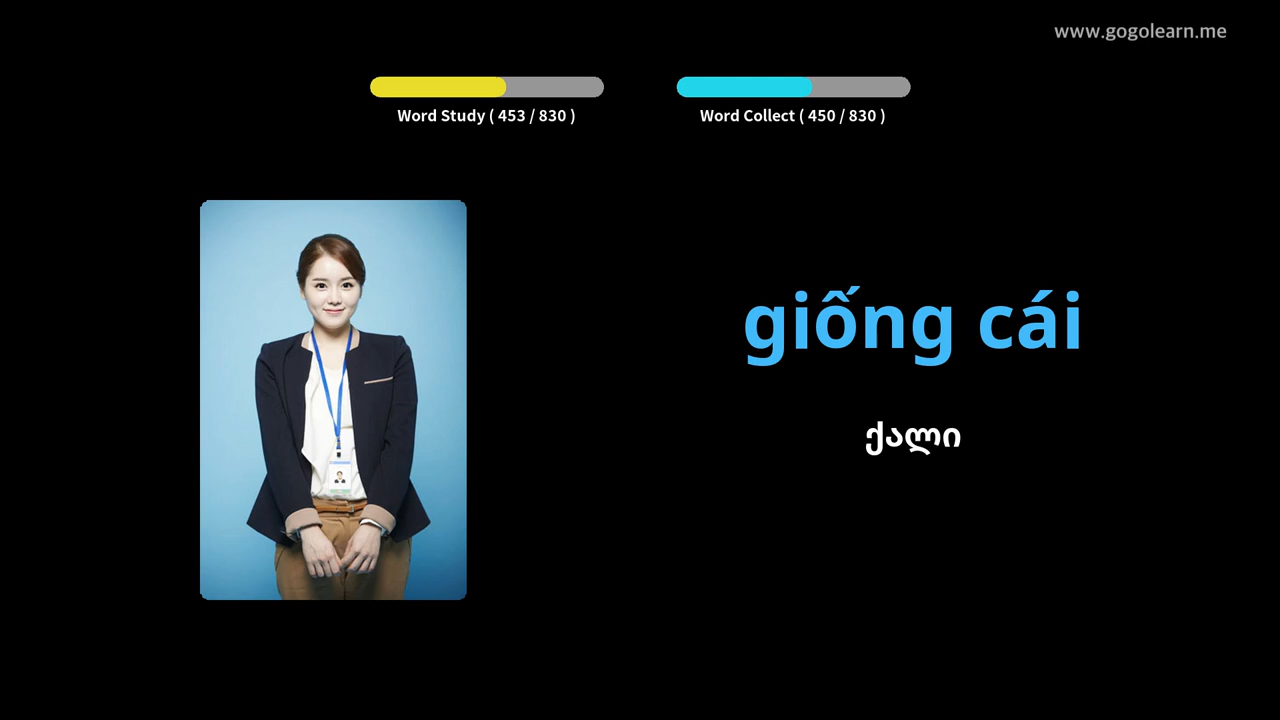 www.gogolearn.me
Word Study ( 453 / 830 )
Word Collect ( 450 / 830 )
giống cái
ქალი